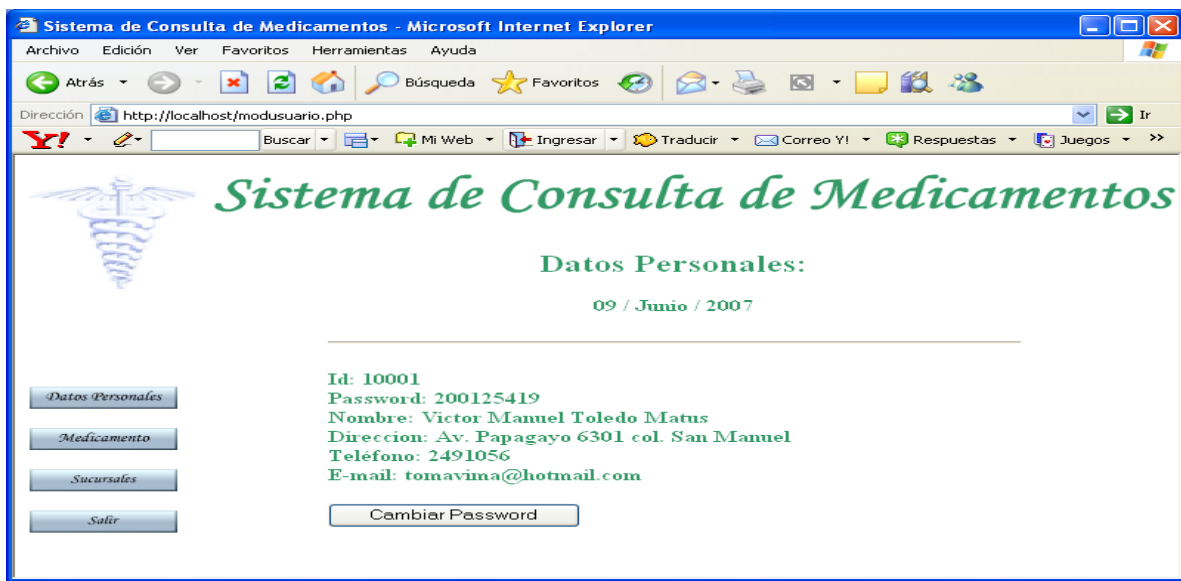 Sistema de Consulta de Medicamentos - Microsoft Internet Explorer
Archivo Edición Ver Favoritos Herramientas Ayuda
Atrás Búsqueda Favoritos
Dirección http://localhost/modusuario.php Ir
Y! Buscar Mi Web Ingresar Traducir Correo Y! Respuestas Juegos >>
Sistema de Consulta de Medicamentos
Datos Personales:
09 / Junio / 2007
Id: 10001
Password: 200125419
Nombre: Victor Manuel Toledo Matus
Direccion: Av. Papagayo 6301 col. San Manuel
Teléfono: 2491056
E-mail: tomavima@hotmail.com
Cambiar Password
Datos Personales
Medicamento
Sucursales
Salir